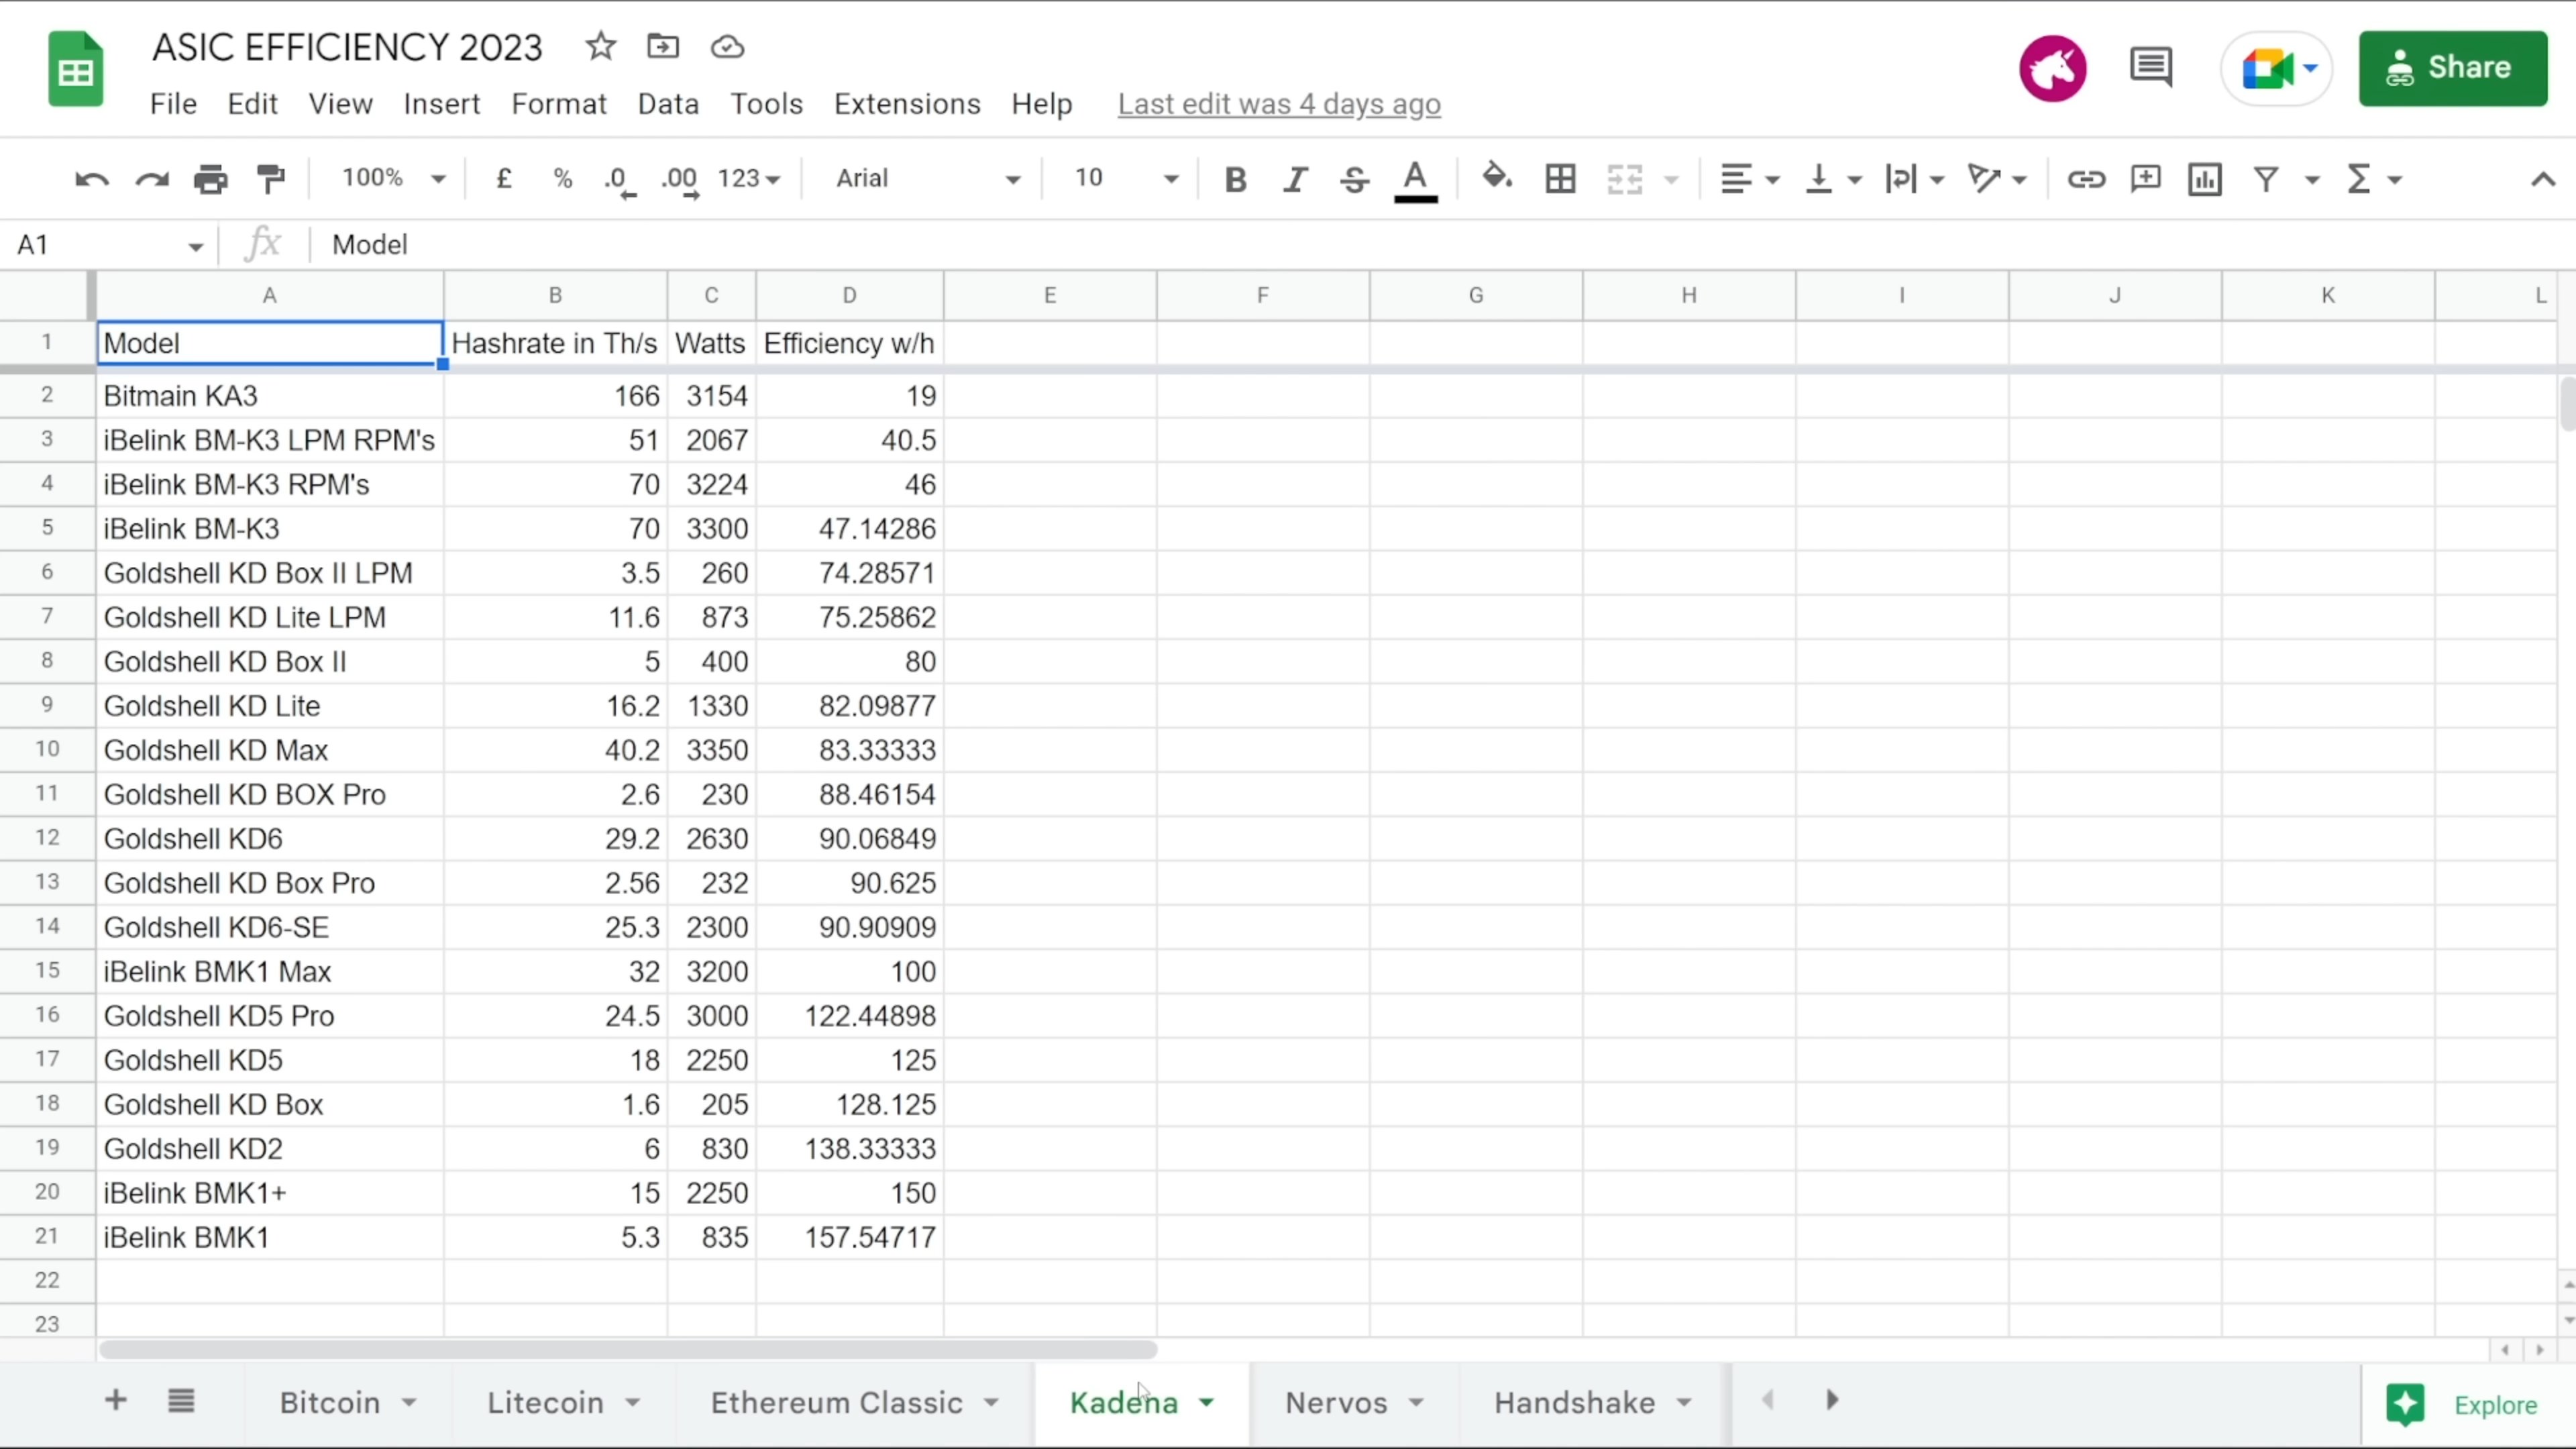 ASIC EFFICIENCY 2023
File Edit View Insert Format Data Tools Extensions Help Last edit was 4 days ago
Share
100% £ % .0 .00 123 Arial 10 B I S A
A1 fx Model
A B C D E F G H I J K L
1 Model Hashrate in Th/s Watts Efficiency w/h
2 Bitmain KA3 166 3154 19
3 iBelink BM-K3 LPM RPM's 51 2067 40.5
4 iBelink BM-K3 RPM's 70 3224 46
5 iBelink BM-K3 70 3300 47.14286
6 Goldshell KD Box II LPM 3.5 260 74.28571
7 Goldshell KD Lite LPM 11.6 873 75.25862
8 Goldshell KD Box II 5 400 80
9 Goldshell KD Lite 16.2 1330 82.09877
10 Goldshell KD Max 40.2 3350 83.33333
11 Goldshell KD BOX Pro 2.6 230 88.46154
12 Goldshell KD6 29.2 2630 90.06849
13 Goldshell KD Box Pro 2.56 232 90.625
14 Goldshell KD6-SE 25.3 2300 90.90909
15 iBelink BMK1 Max 32 3200 100
16 Goldshell KD5 Pro 24.5 3000 122.44898
17 Goldshell KD5 18 2250 125
18 Goldshell KD Box 1.6 205 128.125
19 Goldshell KD2 6 830 138.33333
20 iBelink BMK1+ 15 2250 150
21 iBelink BMK1 5.3 835 157.54717
22
23
Bitcoin Litecoin Ethereum Classic Kadena Nervos Handshake Explore